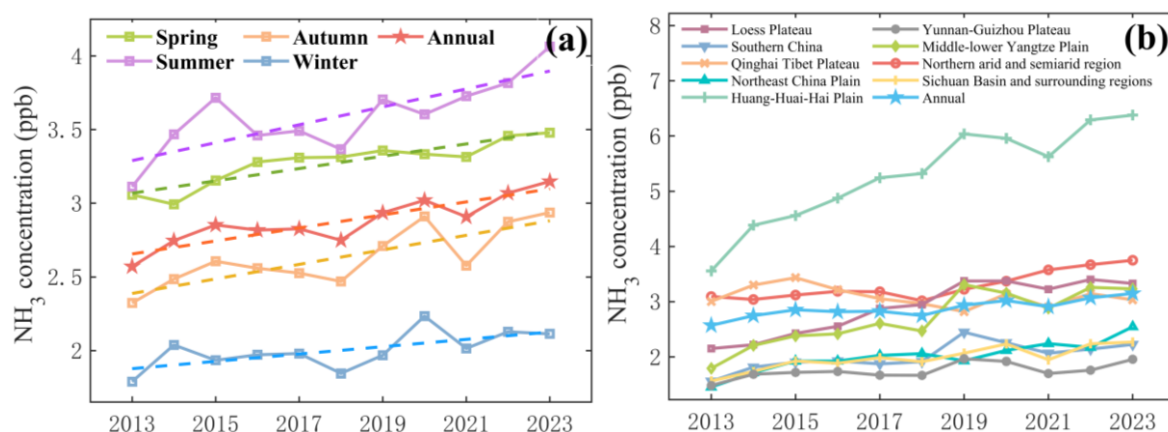 (a)
Spring Autumn Annual
Summer Winter
NH3 concentration (ppb)
4
3.5
3
2.5
2
2013 2015 2017 2019 2021 2023
(b)
Loess Plateau Yunnan-Guizhou Plateau
Southern China Middle-lower Yangtze Plain
Qinghai Tibet Plateau Northern arid and semiarid region
Northeast China Plain Sichuan Basin and surrounding regions
Huang-Huai-Hai Plain Annual
NH3 concentration (ppb)
8
7
6
5
4
3
2
2013 2015 2017 2019 2021 2023